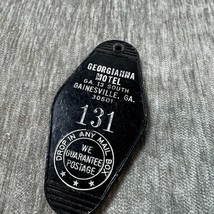 GEORGIANNA
MOTEL
GA. 13 SOUTH
GAINESVILLE, GA.
30501
131
DROP IN ANY MAIL BOX
WE
GUARANTEE
POSTAGE